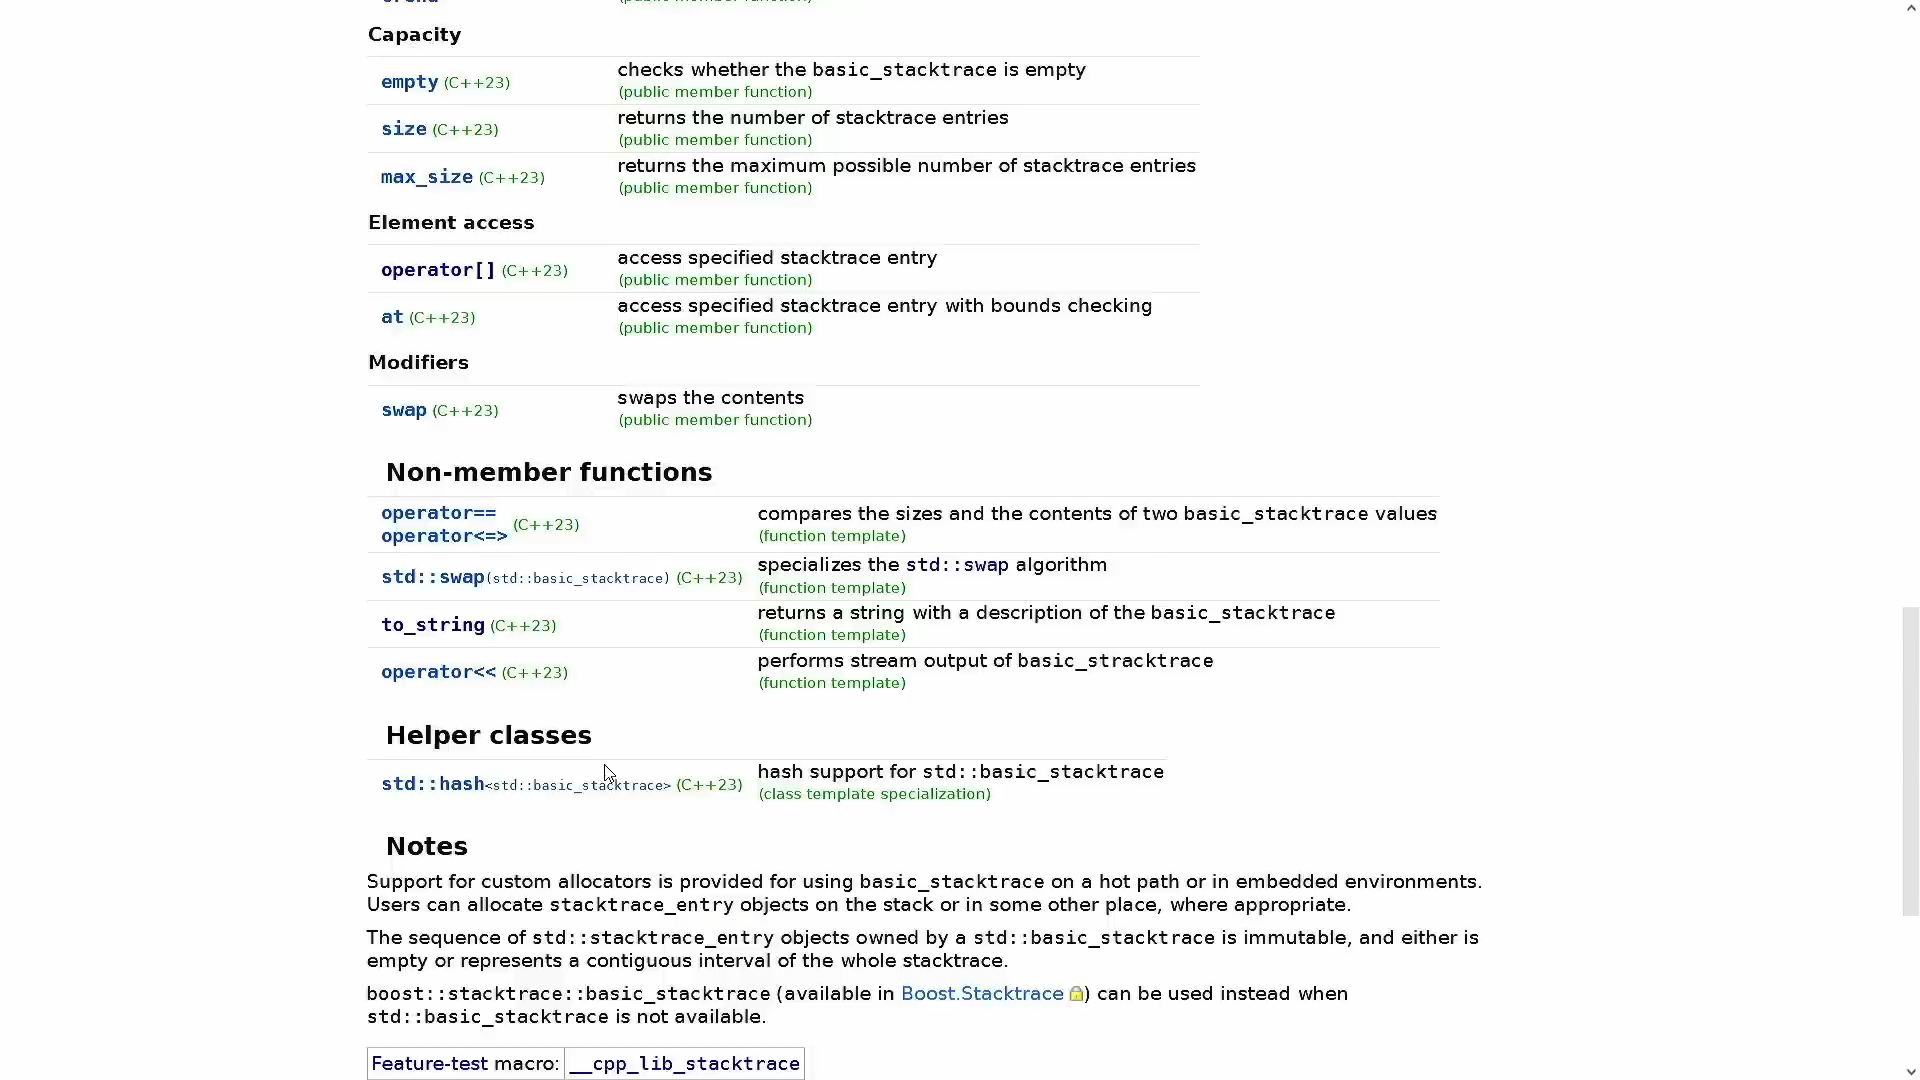 Capacity
empty (C++23)
checks whether the basic_stacktrace is empty
(public member function)
size (C++23)
returns the number of stacktrace entries
(public member function)
max_size (C++23)
returns the maximum possible number of stacktrace entries
(public member function)
Element access
operator[] (C++23)
access specified stacktrace entry
(public member function)
at (C++23)
access specified stacktrace entry with bounds checking
(public member function)
Modifiers
swap (C++23)
swaps the contents
(public member function)
Non-member functions
operator==
operator<=>
(C++23)
compares the sizes and the contents of two basic_stacktrace values
(function template)
std::swap(std::basic_stacktrace) (C++23)
specializes the std::swap algorithm
(function template)
to_string (C++23)
returns a string with a description of the basic_stacktrace
(function template)
operator<< (C++23)
performs stream output of basic_stracktrace
(function template)
Helper classes
std::hash<std::basic_stacktrace> (C++23)
hash support for std::basic_stacktrace
(class template specialization)
Notes
Support for custom allocators is provided for using basic_stacktrace on a hot path or in embedded environments.
Users can allocate stacktrace_entry objects on the stack or in some other place, where appropriate.
The sequence of std::stacktrace_entry objects owned by a std::basic_stacktrace is immutable, and either is
empty or represents a contiguous interval of the whole stacktrace.
boost::stacktrace::basic_stacktrace (available in Boost.Stacktrace) can be used instead when
std::basic_stacktrace is not available.
Feature-test macro: __cpp_lib_stacktrace